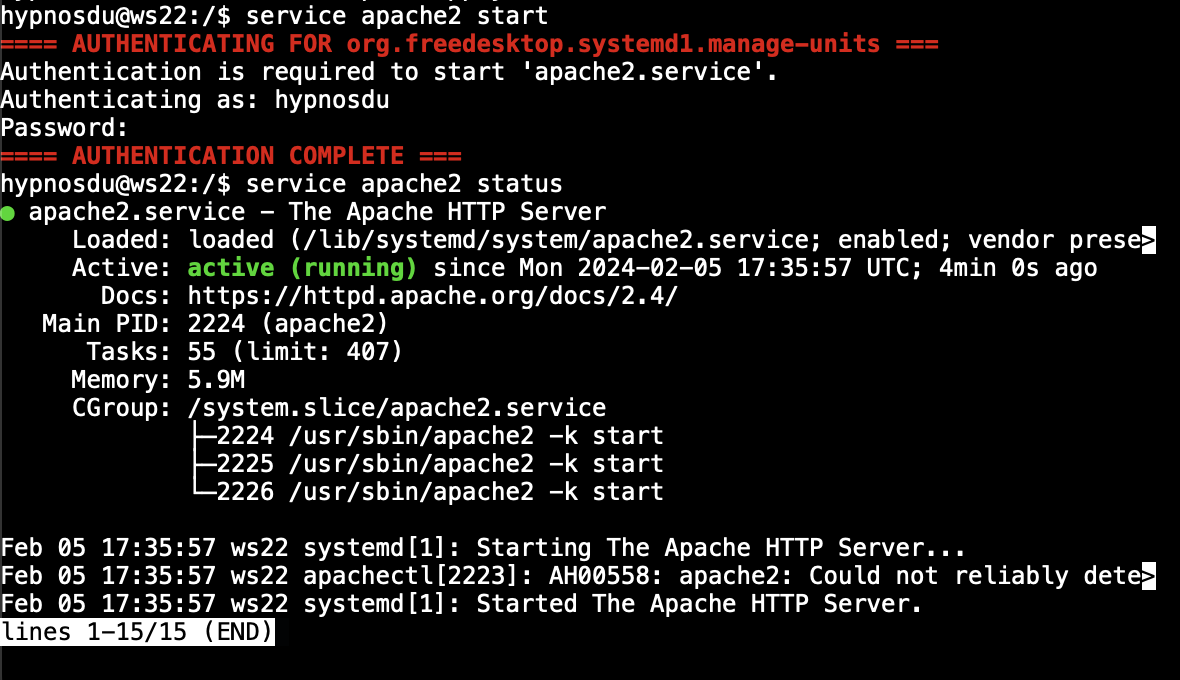 hypnosdu@ws22:/$ service apache2 start
==== AUTHENTICATING FOR org.freedesktop.systemd1.manage-units ===
Authentication is required to start 'apache2.service'.
Authenticating as: hypnosdu
Password:
==== AUTHENTICATION COMPLETE ===
hypnosdu@ws22:/$ service apache2 status
● apache2.service - The Apache HTTP Server
     Loaded: loaded (/lib/systemd/system/apache2.service; enabled; vendor prese>
     Active: active (running) since Mon 2024-02-05 17:35:57 UTC; 4min 0s ago
       Docs: https://httpd.apache.org/docs/2.4/
   Main PID: 2224 (apache2)
      Tasks: 55 (limit: 407)
     Memory: 5.9M
     CGroup: /system.slice/apache2.service
             ├─2224 /usr/sbin/apache2 -k start
             ├─2225 /usr/sbin/apache2 -k start
             └─2226 /usr/sbin/apache2 -k start
Feb 05 17:35:57 ws22 systemd[1]: Starting The Apache HTTP Server...
Feb 05 17:35:57 ws22 apachectl[2223]: AH00558: apache2: Could not reliably dete>
Feb 05 17:35:57 ws22 systemd[1]: Started The Apache HTTP Server.
lines 1-15/15 (END)